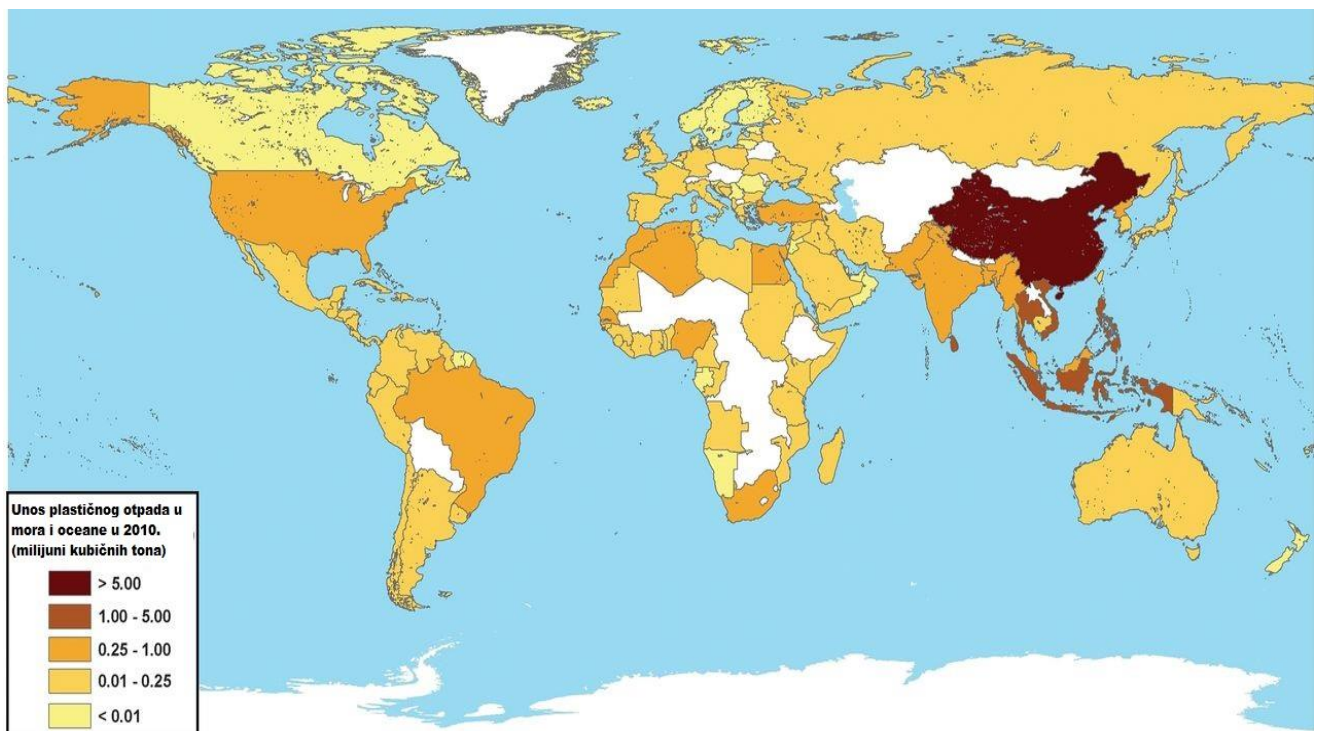 Unos plastičnog otpada u
mora i oceane u 2010.
(milijuni kubičnih tona)
> 5.00
1.00 - 5.00
0.25 - 1.00
0.01 - 0.25
< 0.01